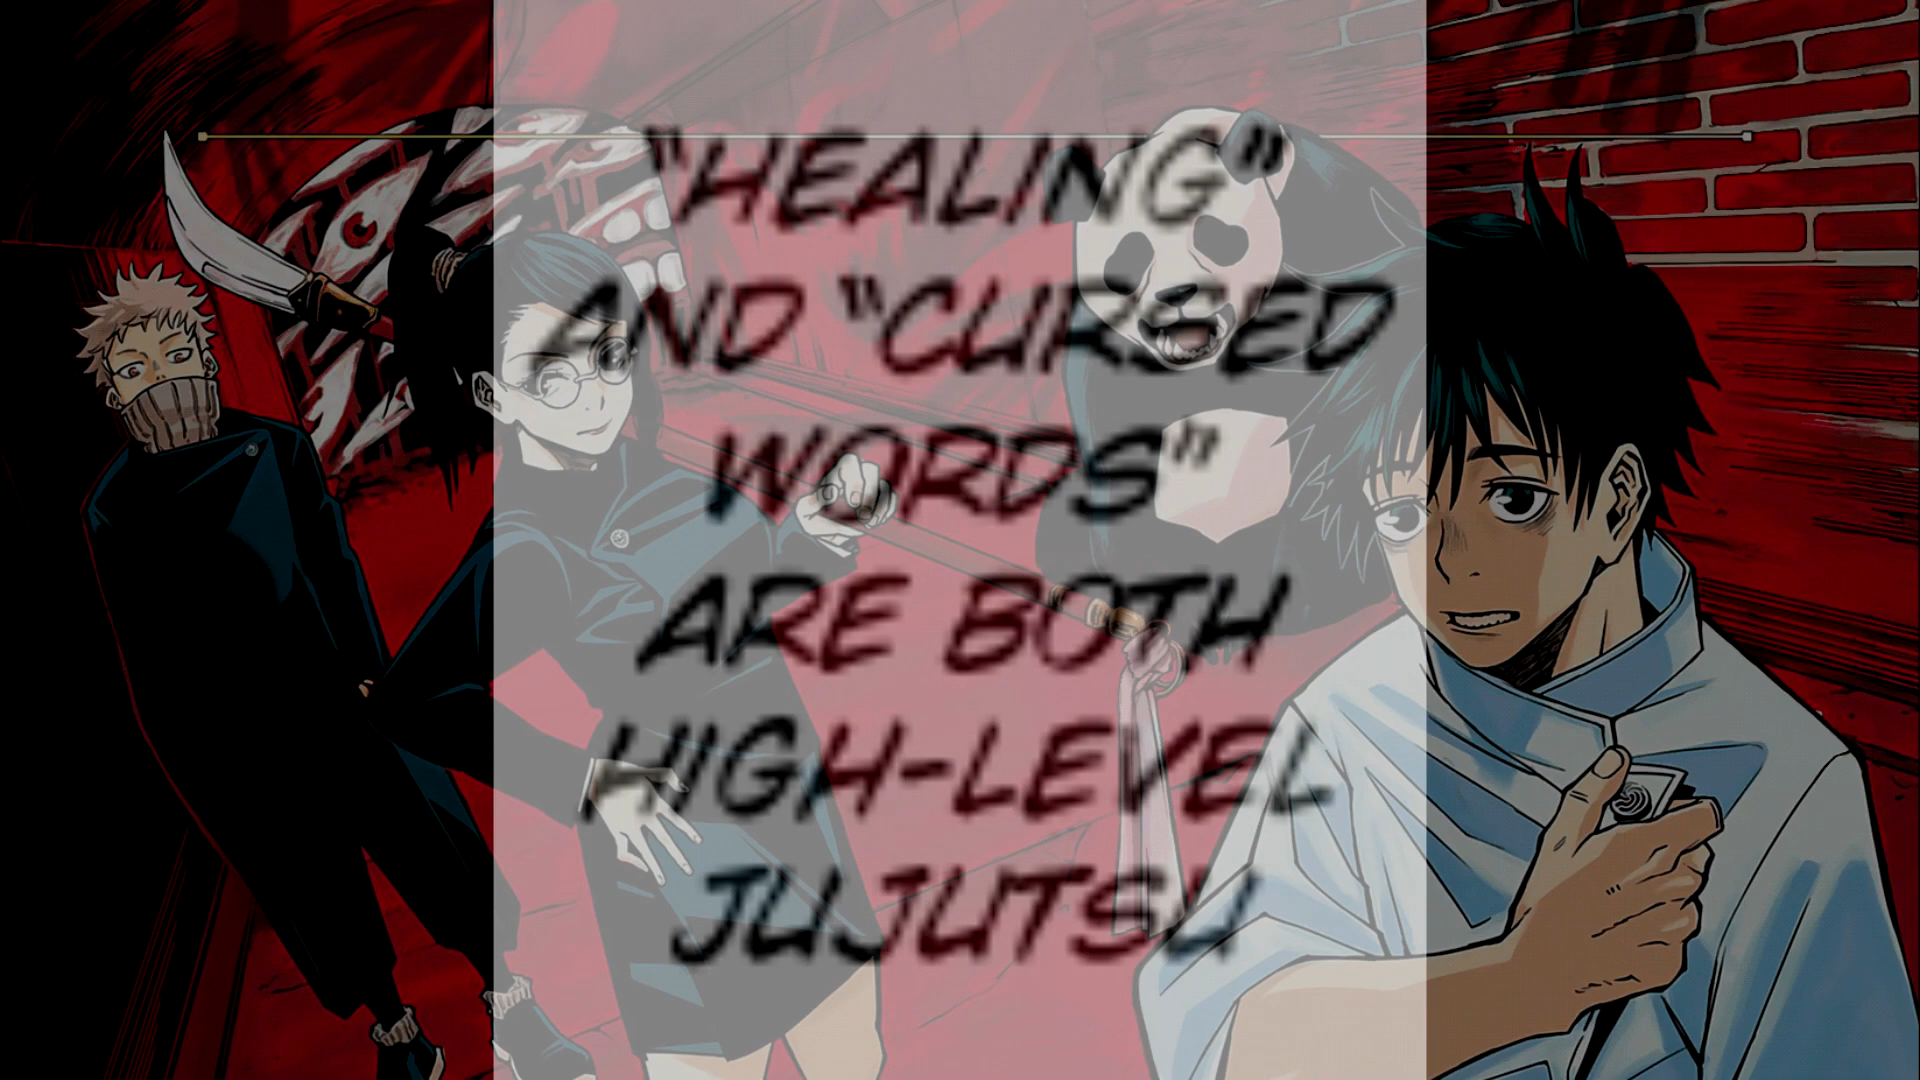 "HEALING"
AND "CURSED
WORDS"
ARE BOTH
HIGH-LEVEL
JUJUTSU